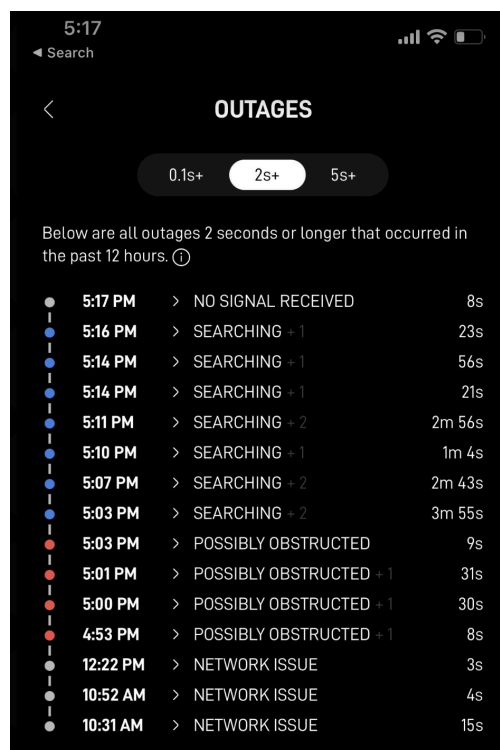 5:17
◀ Search
OUTAGES
0.1s+ 2s+ 5s+
Below are all outages 2 seconds or longer that occurred in
the past 12 hours.
5:17 PM > NO SIGNAL RECEIVED 8s
5:16 PM > SEARCHING + 1 23s
5:14 PM > SEARCHING + 1 56s
5:14 PM > SEARCHING + 1 21s
5:11 PM > SEARCHING + 2 2m 56s
5:10 PM > SEARCHING + 1 1m 4s
5:07 PM > SEARCHING + 2 2m 43s
5:03 PM > SEARCHING + 2 3m 55s
5:03 PM > POSSIBLY OBSTRUCTED 9s
5:01 PM > POSSIBLY OBSTRUCTED + 1 31s
5:00 PM > POSSIBLY OBSTRUCTED + 1 30s
4:53 PM > POSSIBLY OBSTRUCTED + 1 8s
12:22 PM > NETWORK ISSUE 3s
10:52 AM > NETWORK ISSUE 4s
10:31 AM > NETWORK ISSUE 15s